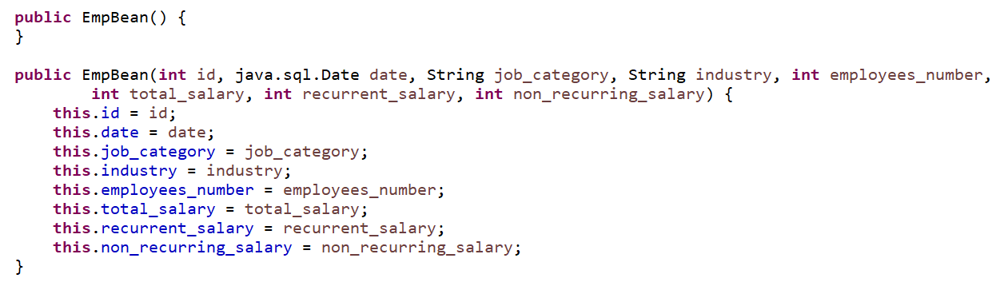 public EmpBean() {
}
public EmpBean(int id, java.sql.Date date, String job_category, String industry, int employees_number,
int total_salary, int recurrent_salary, int non_recurring_salary) {
this.id = id;
this.date = date;
this.job_category = job_category;
this.industry = industry;
this.employees_number = employees_number;
this.total_salary = total_salary;
this.recurrent_salary = recurrent_salary;
this.non_recurring_salary = non_recurring_salary;
}